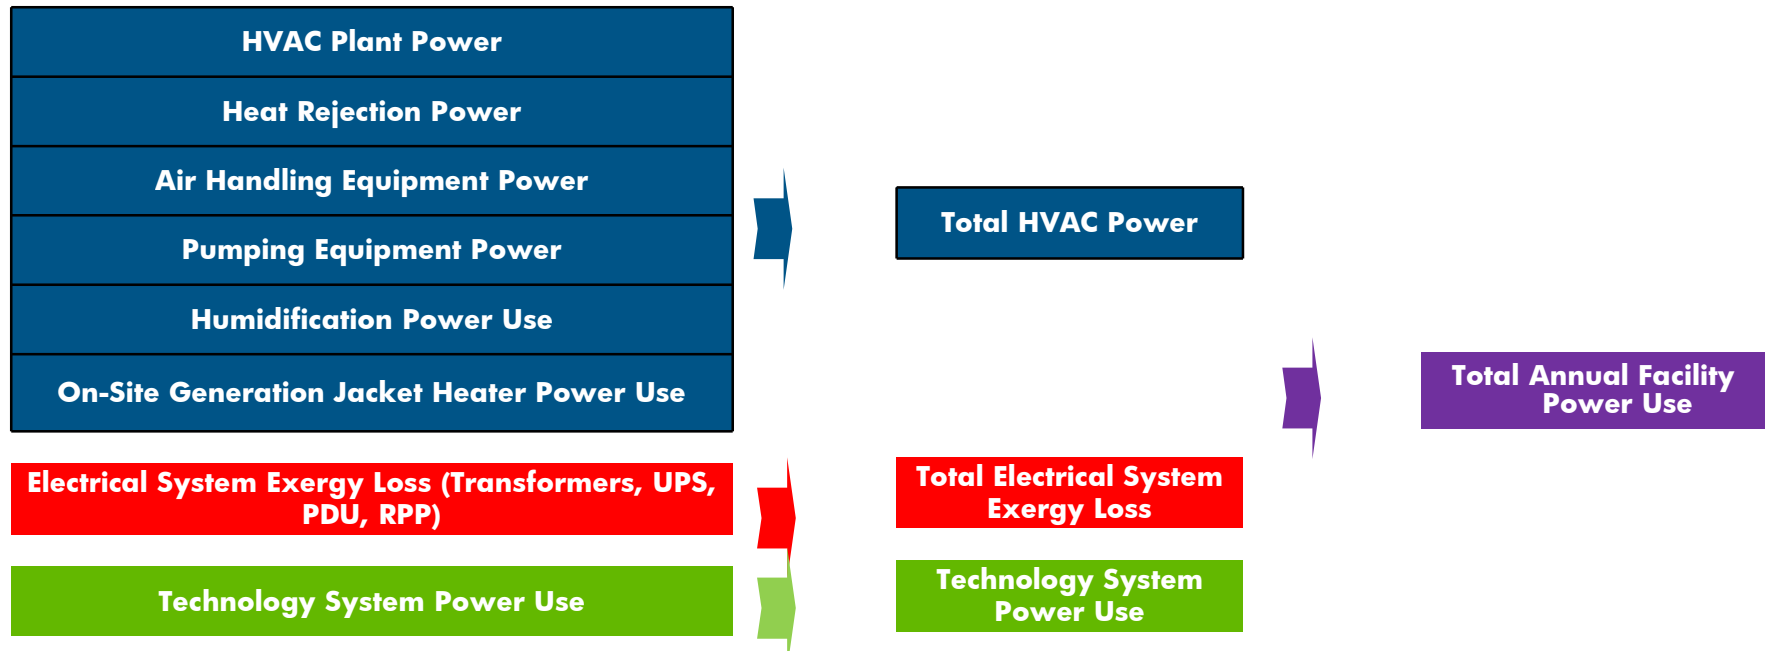 HVAC Plant Power
Heat Rejection Power
Air Handling Equipment Power
Pumping Equipment Power
Humidification Power Use
On-Site Generation Jacket Heater Power Use
Electrical System Exergy Loss (Transformers, UPS,
PDU, RPP)
Technology System Power Use
Total HVAC Power
Total Electrical System
Exergy Loss
Technology System
Power Use
Total Annual Facility
Power Use